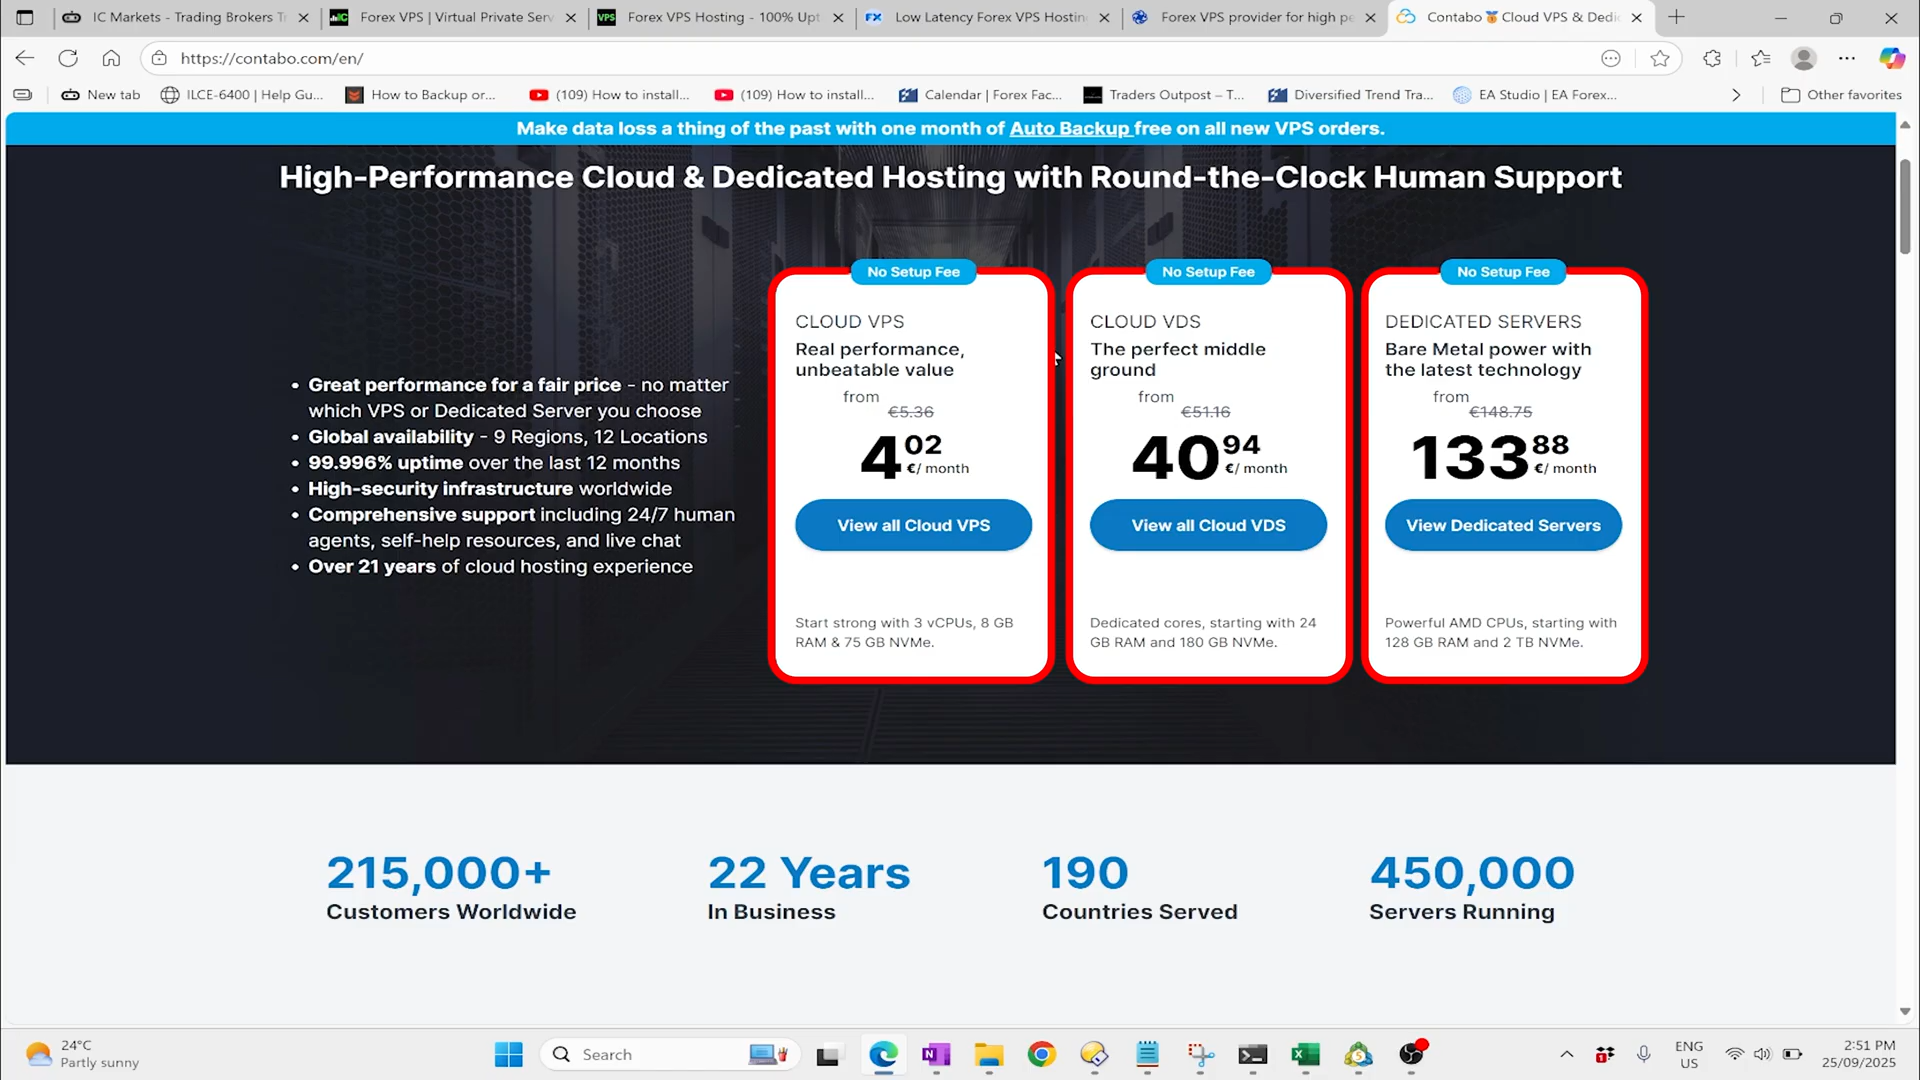 IC Markets - Trading Brokers T
Forex VPS | Virtual Private Serv
Forex VPS Hosting - 100% Upt
Low Latency Forex VPS Hostin
Forex VPS provider for high pe
Contabo🥇Cloud VPS & Dedi
https://contabo.com/en/
New tab
ILCE-6400 | Help Gu...
How to Backup or...
(109) How to install...
(109) How to install...
Calendar | Forex Fac...
Traders Outpost – T...
Diversified Trend Tra...
EA Studio | EA Forex...
Other favorites
Make data loss a thing of the past with one month of Auto Backup free on all new VPS orders.
High-Performance Cloud & Dedicated Hosting with Round-the-Clock Human Support
• Great performance for a fair price - no matter
which VPS or Dedicated Server you choose
• Global availability - 9 Regions, 12 Locations
• 99.996% uptime over the last 12 months
• High-security infrastructure worldwide
• Comprehensive support including 24/7 human
agents, self-help resources, and live chat
• Over 21 years of cloud hosting experience
No Setup Fee
CLOUD VPS
Real performance,
unbeatable value
from
€5.36
4 02
€/ month
View all Cloud VPS
Start strong with 3 vCPUs, 8 GB
RAM & 75 GB NVMe.
No Setup Fee
CLOUD VDS
The perfect middle
ground
from
€51.16
40 94
€/ month
View all Cloud VDS
Dedicated cores, starting with 24
GB RAM and 180 GB NVMe.
No Setup Fee
DEDICATED SERVERS
Bare Metal power with
the latest technology
from
€148.75
133 88
€/ month
View Dedicated Servers
Powerful AMD CPUs, starting with
128 GB RAM and 2 TB NVMe.
215,000+
Customers Worldwide
22 Years
In Business
190
Countries Served
450,000
Servers Running
24°C
Partly sunny
Search
ENG
US
2:51 PM
25/09/2025